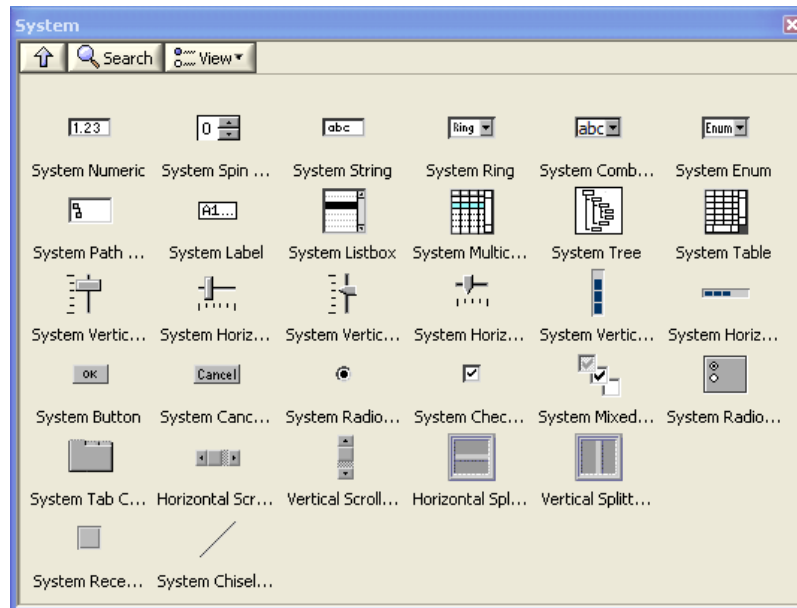 System
Search View
1.23 0 abc Ring abc Enum
System Numeric System Spin ... System String System Ring System Comb... System Enum
A1...
System Path ... System Label System Listbox System Multic... System Tree System Table
System Vertic... System Horiz... System Vertic... System Horiz... System Vertic... System Horiz...
OK Cancel
System Button System Canc... System Radio... System Chec... System Mixed... System Radio...
System Tab C... Horizontal Scr... Vertical Scroll... Horizontal Spl... Vertical Splitt...
System Rece... System Chisel...